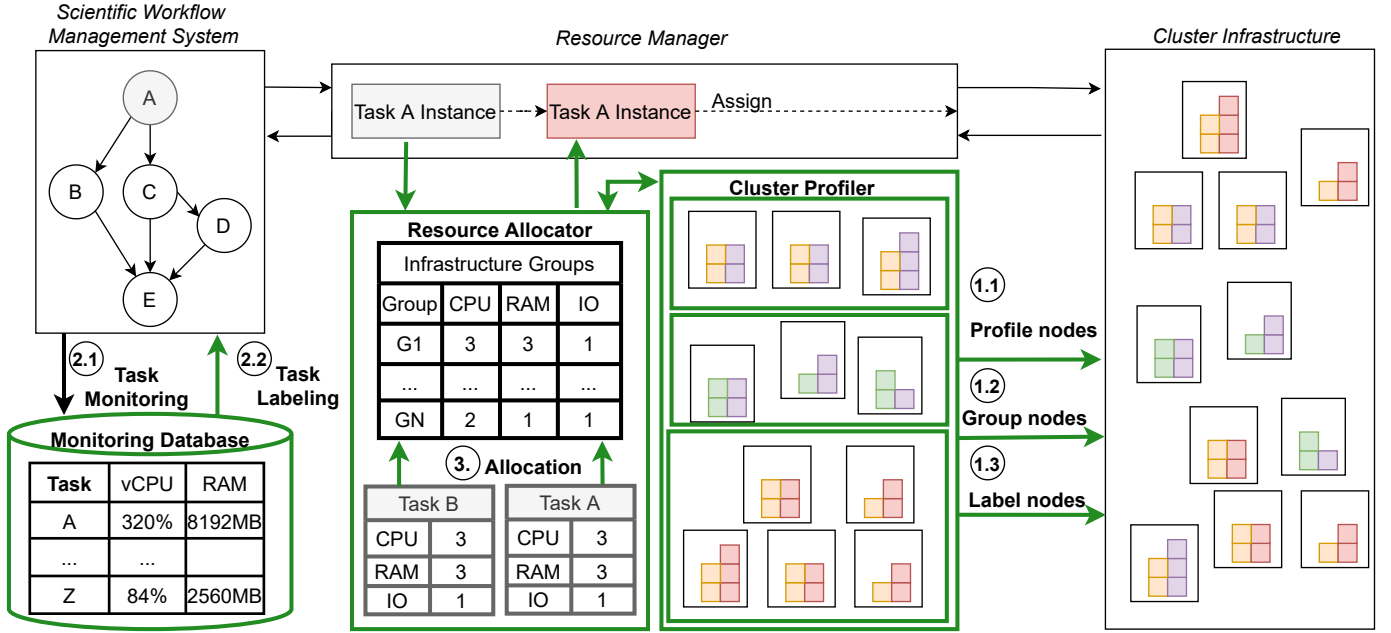 Scientific Workflow
Management System
Resource Manager
Cluster Infrastructure
A
B
C
D
E
Task A Instance
Task A Instance
Assign
Cluster Profiler
Resource Allocator
Infrastructure Groups
Group CPU RAM IO
G1 3 3 1
... ... ... ...
GN 2 1 1
1.1
Profile nodes
1.2
Group nodes
1.3
Label nodes
2.1
Task
Monitoring
2.2
Task
Labeling
Monitoring Database
Task vCPU RAM
A 320% 8192MB
... ...
Z 84% 2560MB
3. Allocation
Task B
CPU 3
RAM 3
IO 1
Task A
CPU 3
RAM 3
IO 1